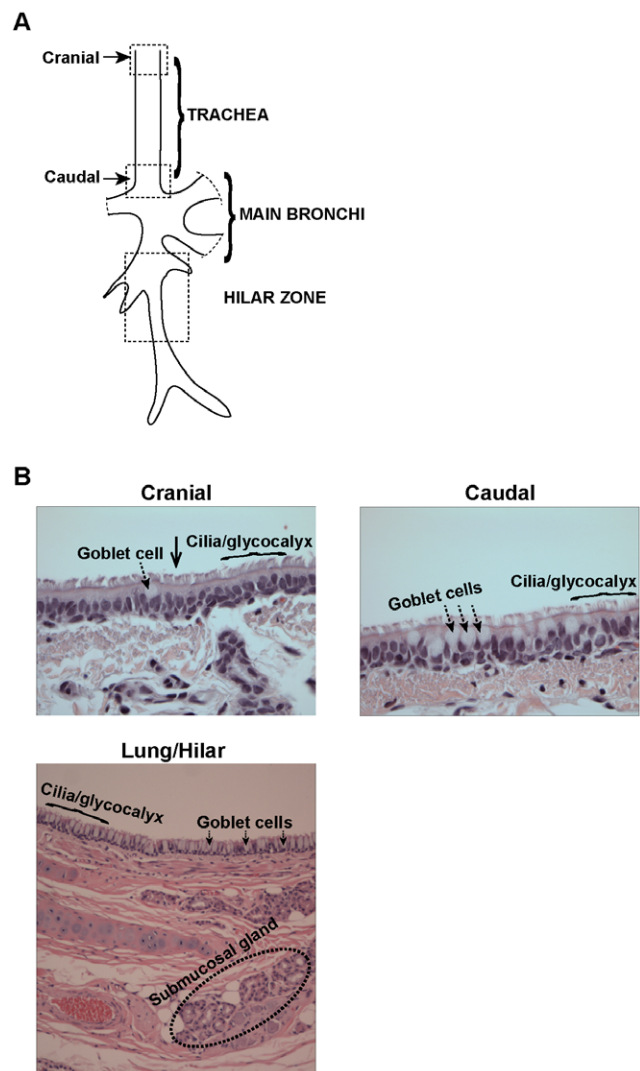 A
Cranial
TRACHEA
Caudal
MAIN BRONCHI
HILAR ZONE
B
Cranial
Goblet cell
Cilia/glycocalyx
Caudal
Goblet cells
Cilia/glycocalyx
Lung/Hilar
Cilia/glycocalyx
Goblet cells
Submucosal gland